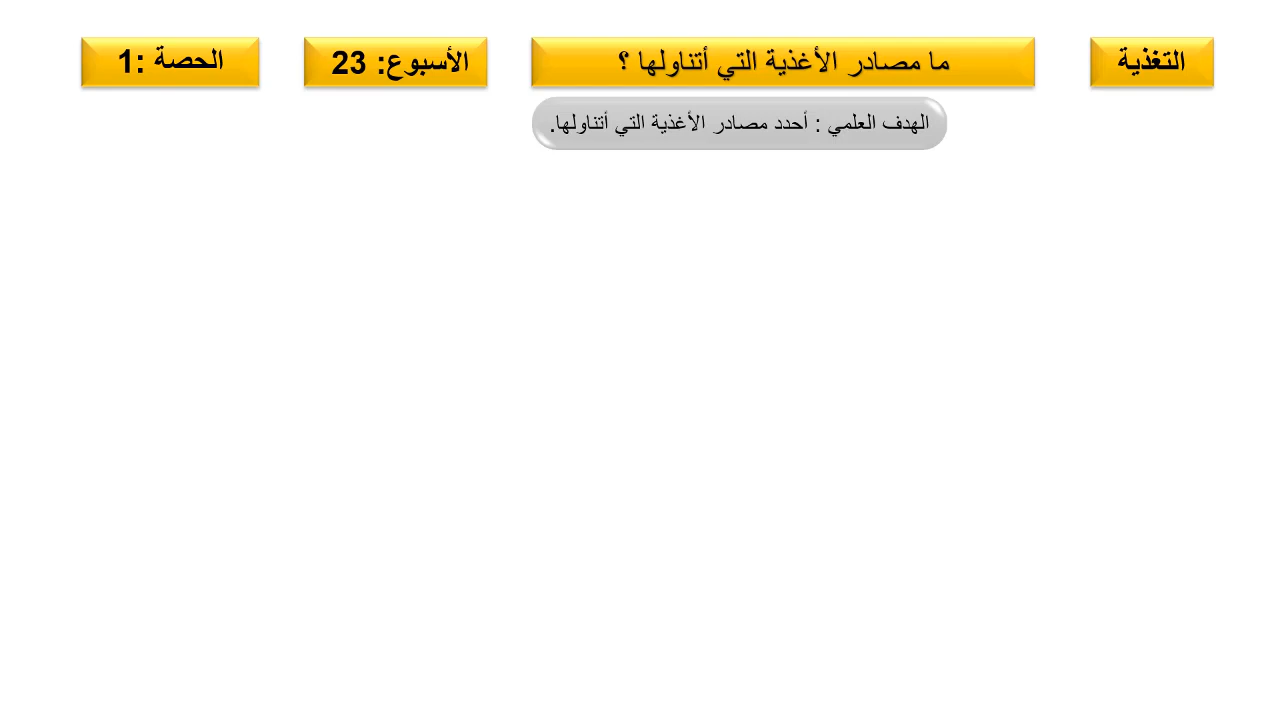 التغذية
ما مصادر الأغذية التي أتناولها ؟
الأسبوع: 23
الحصة :1
الهدف العلمي : أحدد مصادر الأغذية التي أتناولها.